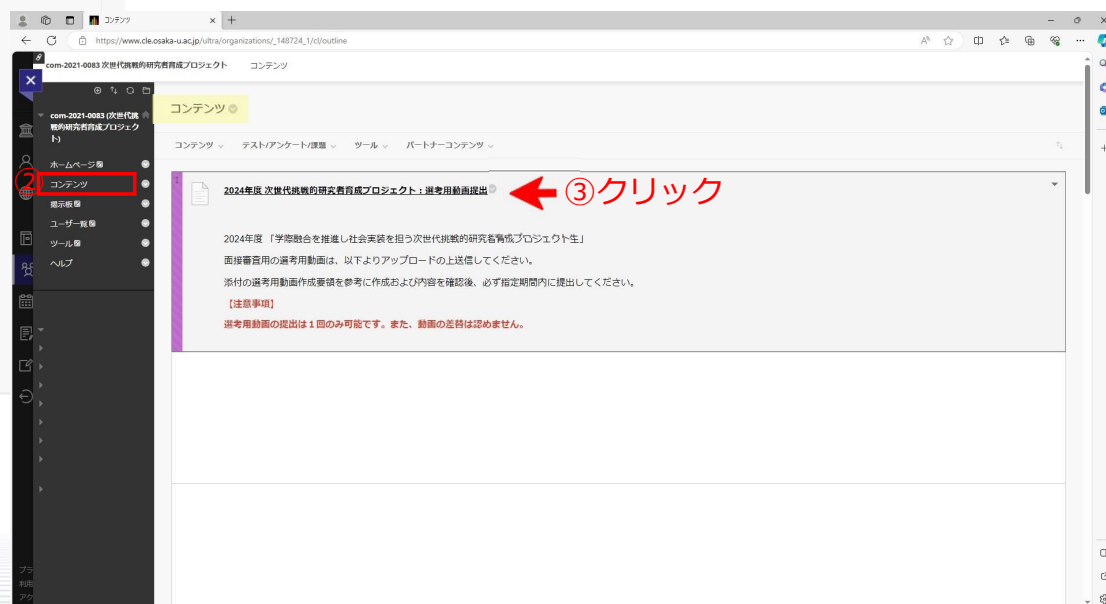 コンテンツ
https://www.cle.osaka-u.ac.jp/ultra/organizations/_148724_1/cl/outline
com-2021-0083 次世代挑戦的研究者育成プロジェクト コンテンツ
com-2021-0083 (次世代挑
戦的研究者育成プロジェク
ト)
ホームページ
② コンテンツ
掲示板
ユーザ一覧
ツール
ヘルプ
プラ
利用
アク
コンテンツ
コンテンツ テスト/アンケート/課題 ツール パートナーコンテンツ
2024年度 次世代挑戦的研究者育成プロジェクト:選考用動画提出
③クリック
2024年度 「学際融合を推進し社会実装を担う次世代挑戦的研究者育成プロジェクト生」
面接審査用の選考用動画は、以下よりアップロードの上送信してください。
添付の選考用動画作成要領を参考に作成および内容を確認後、必ず指定期間内に提出してください。
【注意事項】
選考用動画の提出は1回のみ可能です。また、動画の差替は認めません。